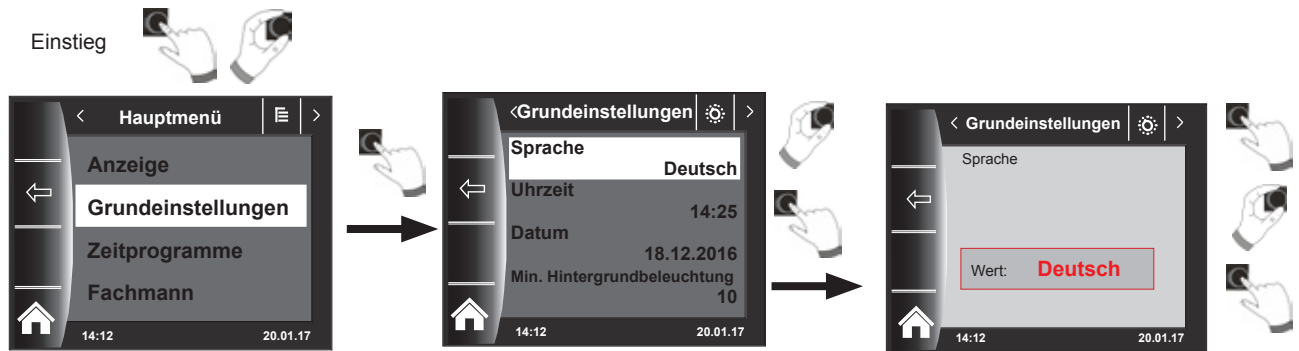 Einstieg
Hauptmenü
Anzeige
Grundeinstellungen
Zeitprogramme
Fachmann
14:12 20.01.17
Grundeinstellungen
Sprache
Deutsch
Uhrzeit
14:25
Datum
18.12.2016
Min. Hintergrundbeleuchtung
10
14:12 20.01.17
Grundeinstellungen
Sprache
Wert: Deutsch
14:12 20.01.17